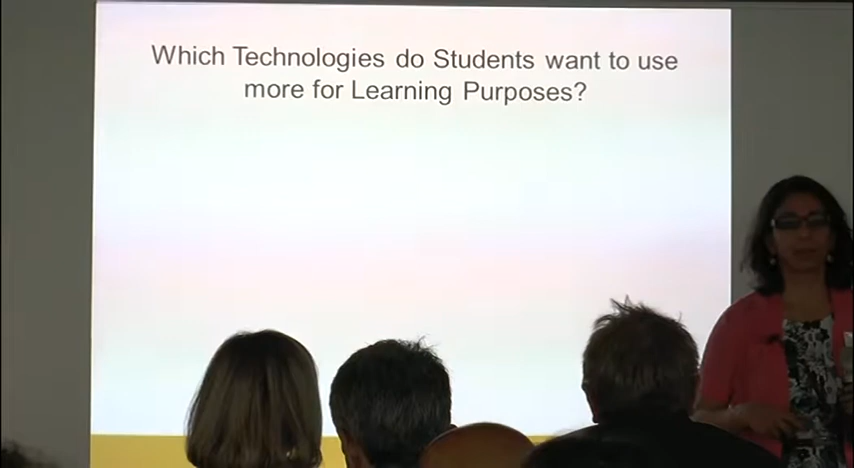 Which Technologies do Students want to use
more for Learning Purposes?